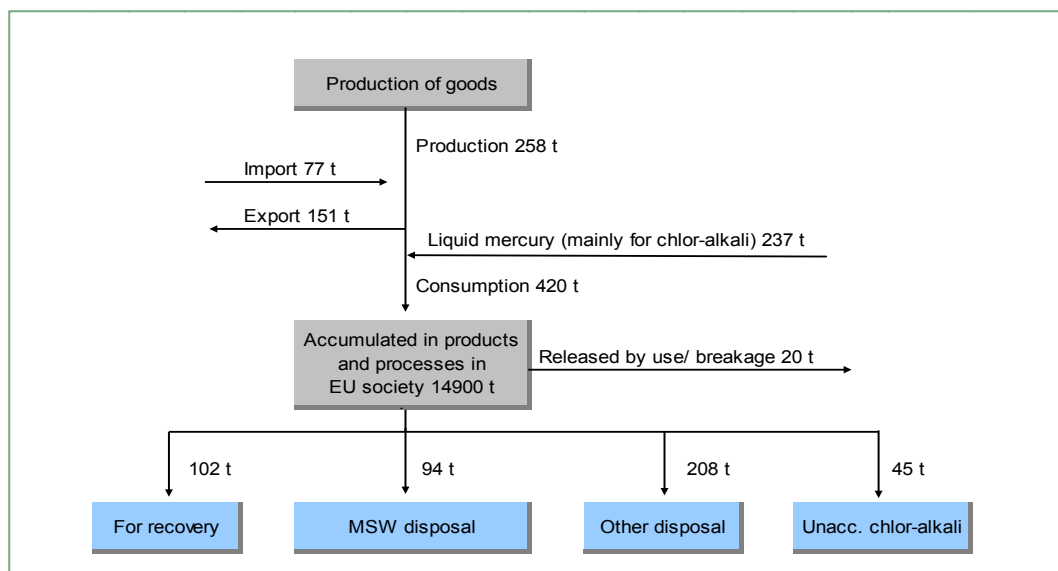 Production of goods
Production 258 t
Import 77 t
Export 151 t
Liquid mercury (mainly for chlor-alkali) 237 t
Consumption 420 t
Accumulated in products
and processes in
EU society 14900 t
Released by use/ breakage 20 t
102 t
94 t
208 t
45 t
For recovery
MSW disposal
Other disposal
Unacc. chlor-alkali